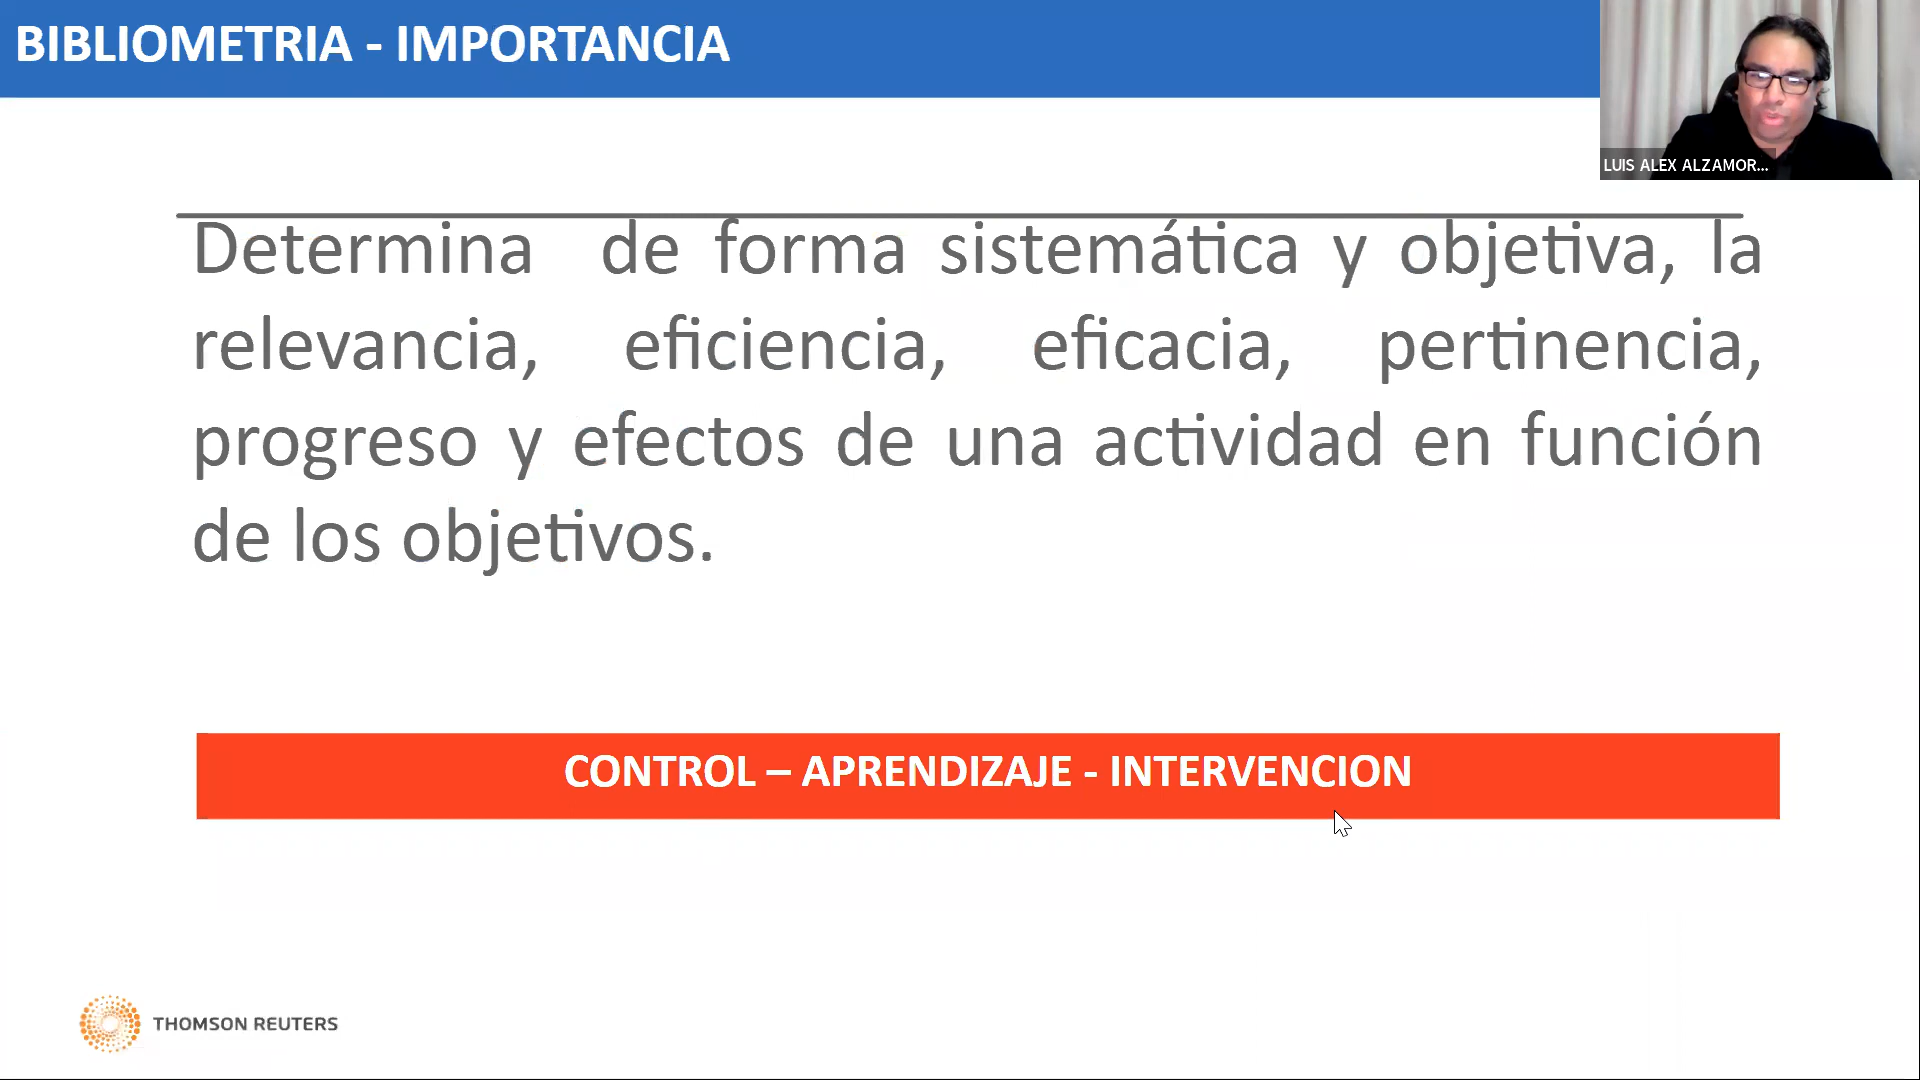 BIBLIOMETRIA - IMPORTANCIA
LUIS ALEX ALZAMOR...
Determina de forma sistemática y objetiva, la
relevancia, eficiencia, eficacia, pertinencia,
progreso y efectos de una actividad en función
de los objetivos.
CONTROL – APRENDIZAJE - INTERVENCION
THOMSON REUTERS